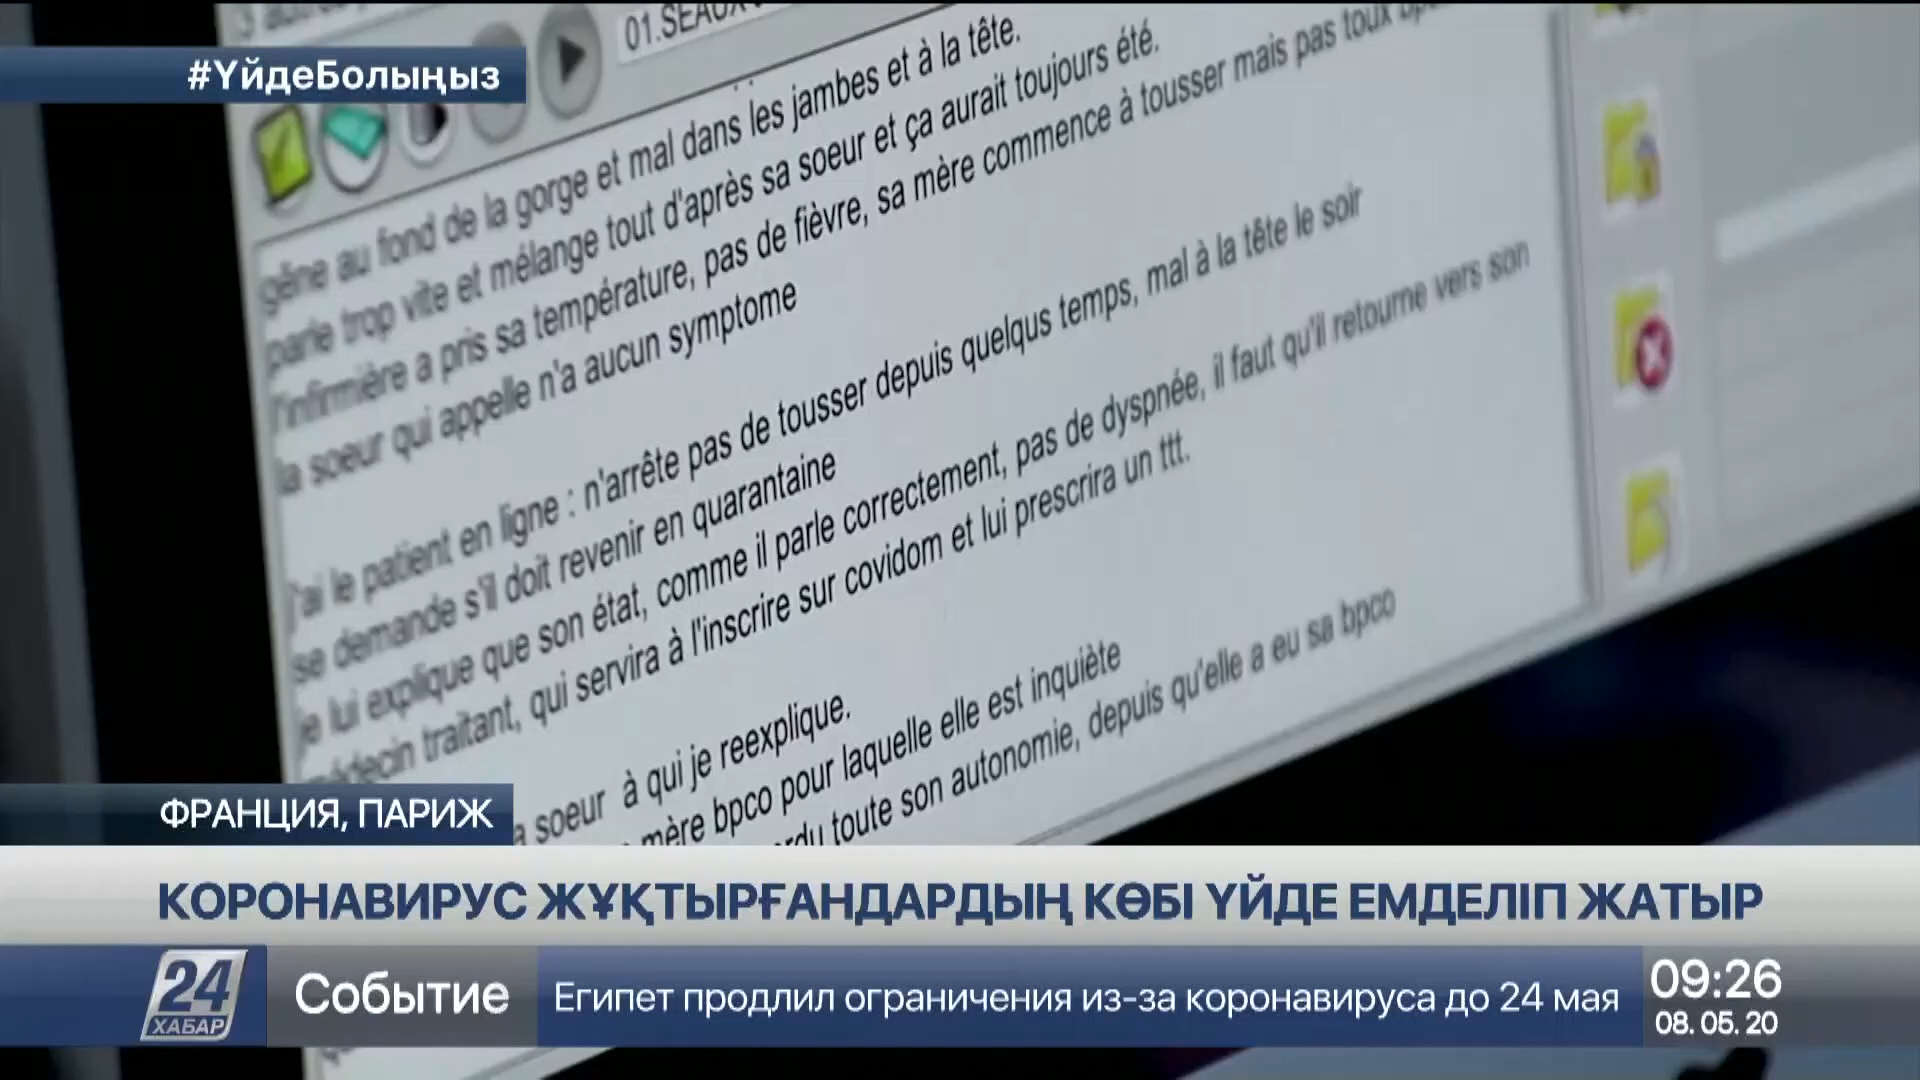 01.SEAUX
#ҮйдеБолыңыз
gêne au fond de la gorge et mal dans les jambes et à la tête.
parle trop vite et mélange tout d'après sa soeur et ça aurait toujours été.
l'infirmière a pris sa température, pas de fièvre, sa mère commence à tousser mais pas toux
la soeur qui appelle n'a aucun symptome
j'ai le patient en ligne : n'arrête pas de tousser depuis quelqus temps, mal à la tête le soir
se demande s'il doit revenir en quarantaine
je lui explique que son état, comme il parle correctement, pas de dyspnée, il faut qu'il retourne vers son
médecin traitant, qui servira à l'inscrire sur covidom et lui prescrira un ttt.
soeur à qui je reexplique.
mère bpco pour laquelle elle est inquiète
toute son autonomie, depuis qu'elle a eu sa bpco
ФРАНЦИЯ, ПАРИЖ
КОРОНАВИРУС ЖҰҚТЫРҒАНДАРДЫҢ КӨБІ ҮЙДЕ ЕМДЕЛІП ЖАТ�ыР
24 ХАБАР
Событие
Египет продлил ограничения из-за коронавируса до 24 мая
09:26
08.05.20